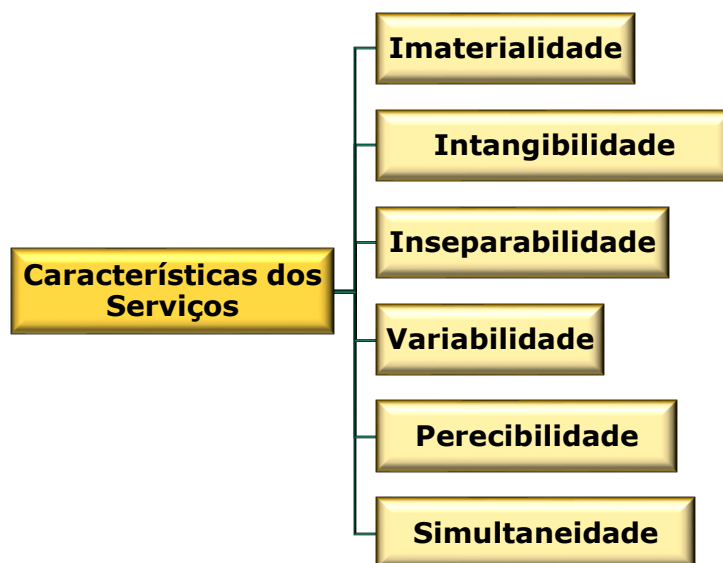 Imaterialidade
Intangibilidade
Inseparabilidade
Características dos
Serviços
Variabilidade
Perecibilidade
Simultaneidade